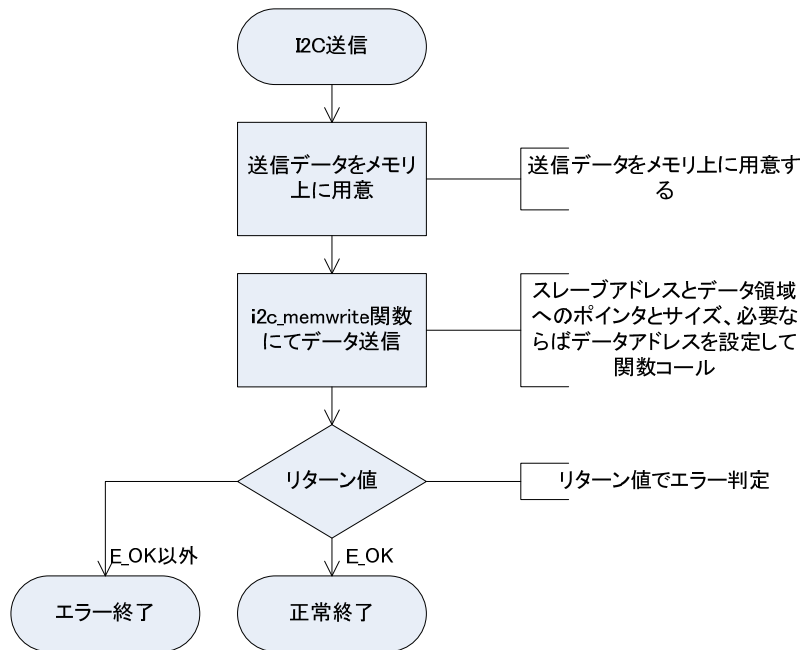 I2C送信
送信データをメモリ
上に用意
送信データをメモリ上に用意す
る
i2c_memwrite関数
にてデータ送信
スレーブアドレスとデータ領域
へのポインタとサイズ、必要な
らばデータアドレスを設定して
関数コール
リターン値
リターン値でエラー判定
E_OK以外
E_OK
エラー終了
正常終了